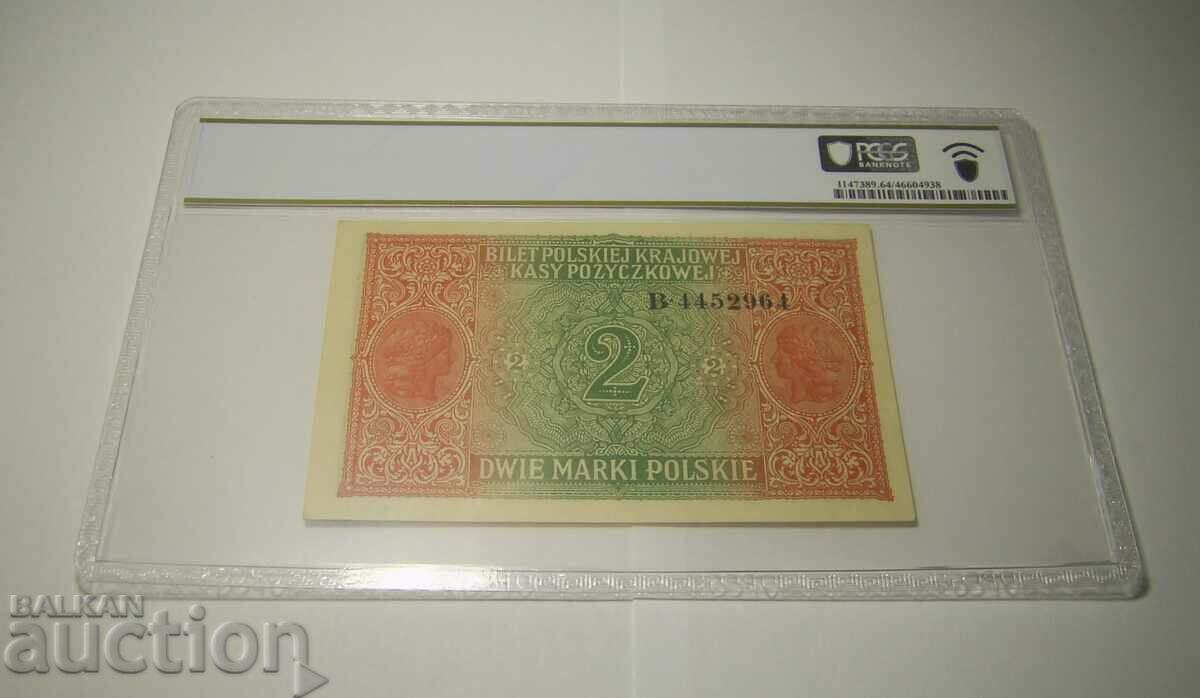 PCGS
BANKNOTE
1147389.64/46604938
BILET POLSKIEJ KRAJOWEJ
KASY POŻYCZKOWEJ
B·4452964
2
2
2
DWIE MARKI POLSKIE
BALKAN
auction